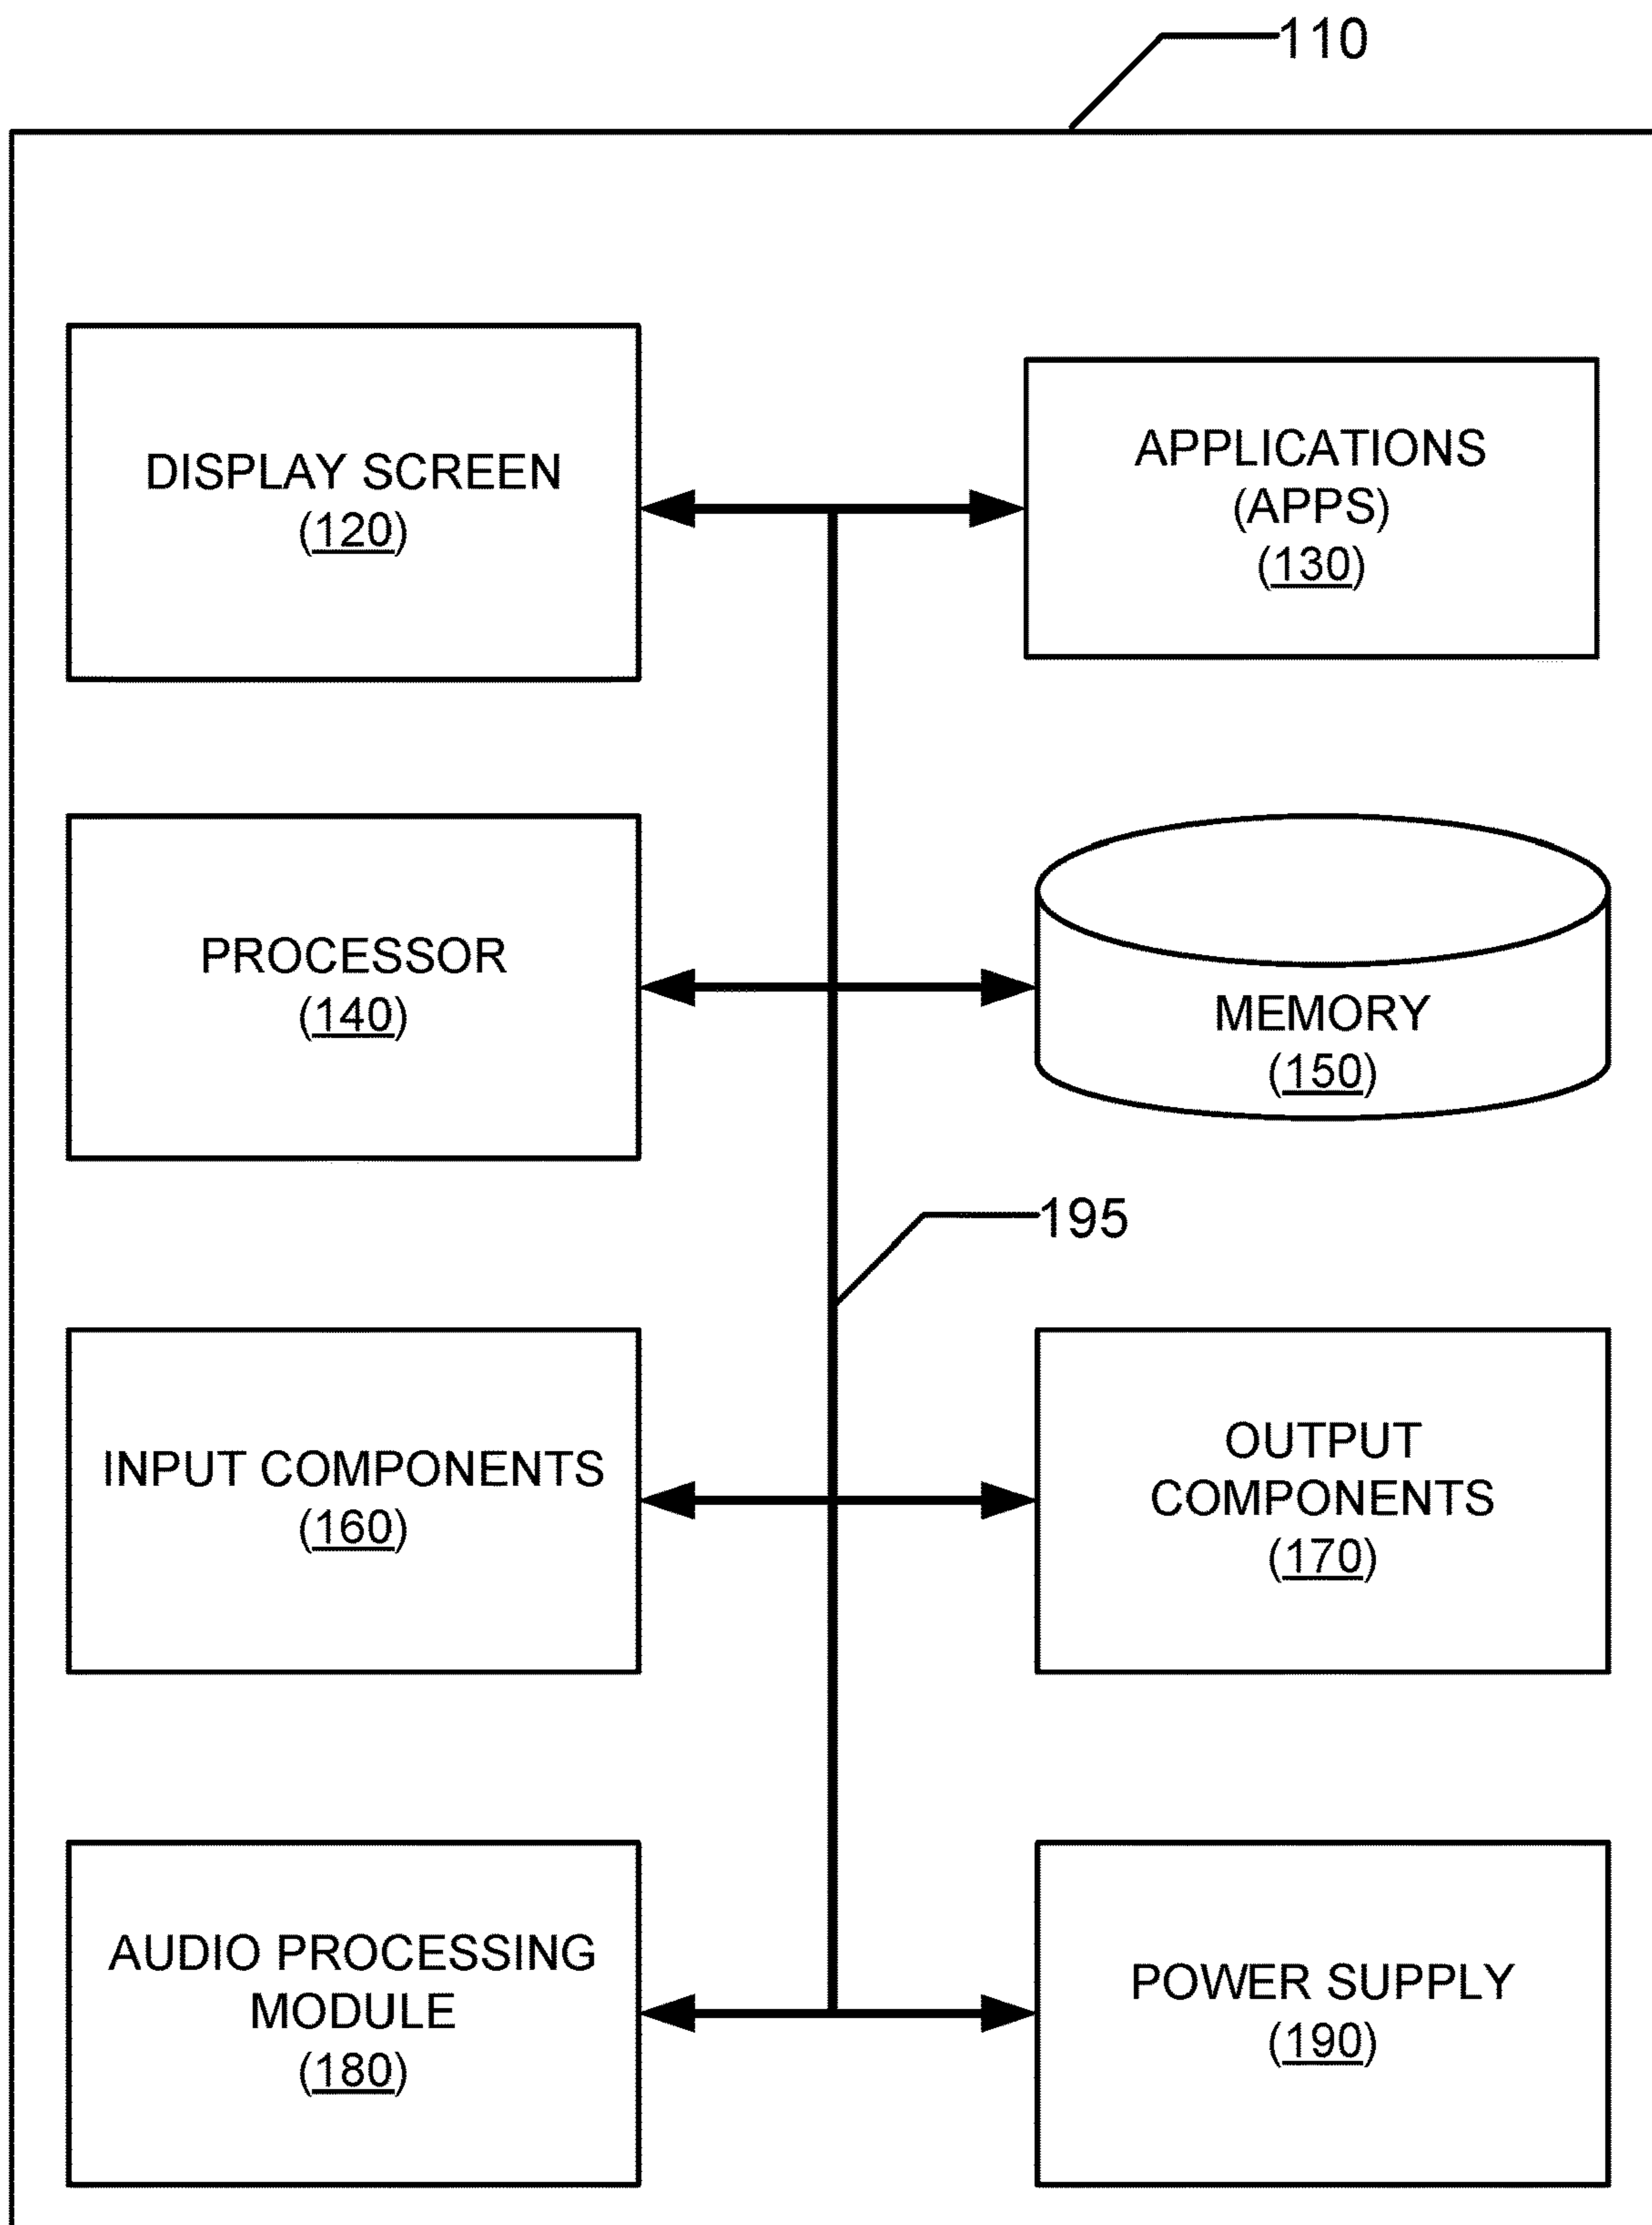 110
DISPLAY SCREEN
(120)
APPLICATIONS
(APPS)
(130)
PROCESSOR
(140)
MEMORY
(150)
195
INPUT COMPONENTS
(160)
OUTPUT
COMPONENTS
(170)
AUDIO PROCESSING
MODULE
(180)
POWER SUPPLY
(190)